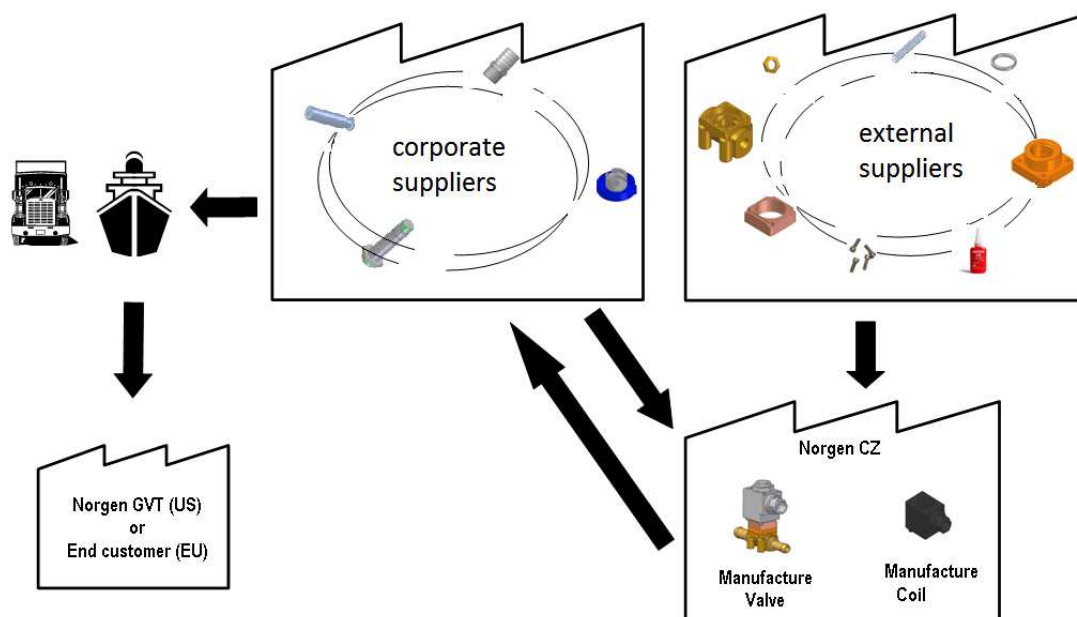 corporate
suppliers
external
suppliers
Norgen GVT (US)
or
End customer (EU)
Norgen CZ
Manufacture
Valve
Manufacture
Coil